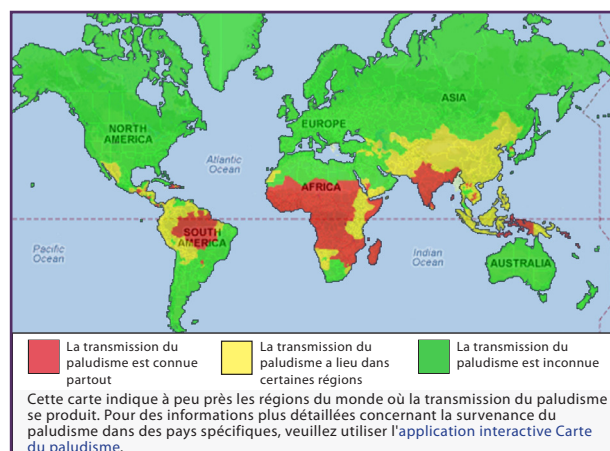 NORTH
AMERICA
EUROPE
ASIA
Atlantic
Ocean
AFRICA
SOUTH
AMERICA
Pacific
Ocean
Indian
Ocean
AUSTRALIA
La transmission du
paludisme est connue
partout
La transmission du
paludisme a lieu dans
certaines régions
La transmission du
paludisme est inconnue
Cette carte indique à peu près les régions du monde où la transmission du paludisme
se produit. Pour des informations plus détaillées concernant la survenance du
paludisme dans des pays spécifiques, veuillez utiliser l'application interactive Carte
du paludisme.